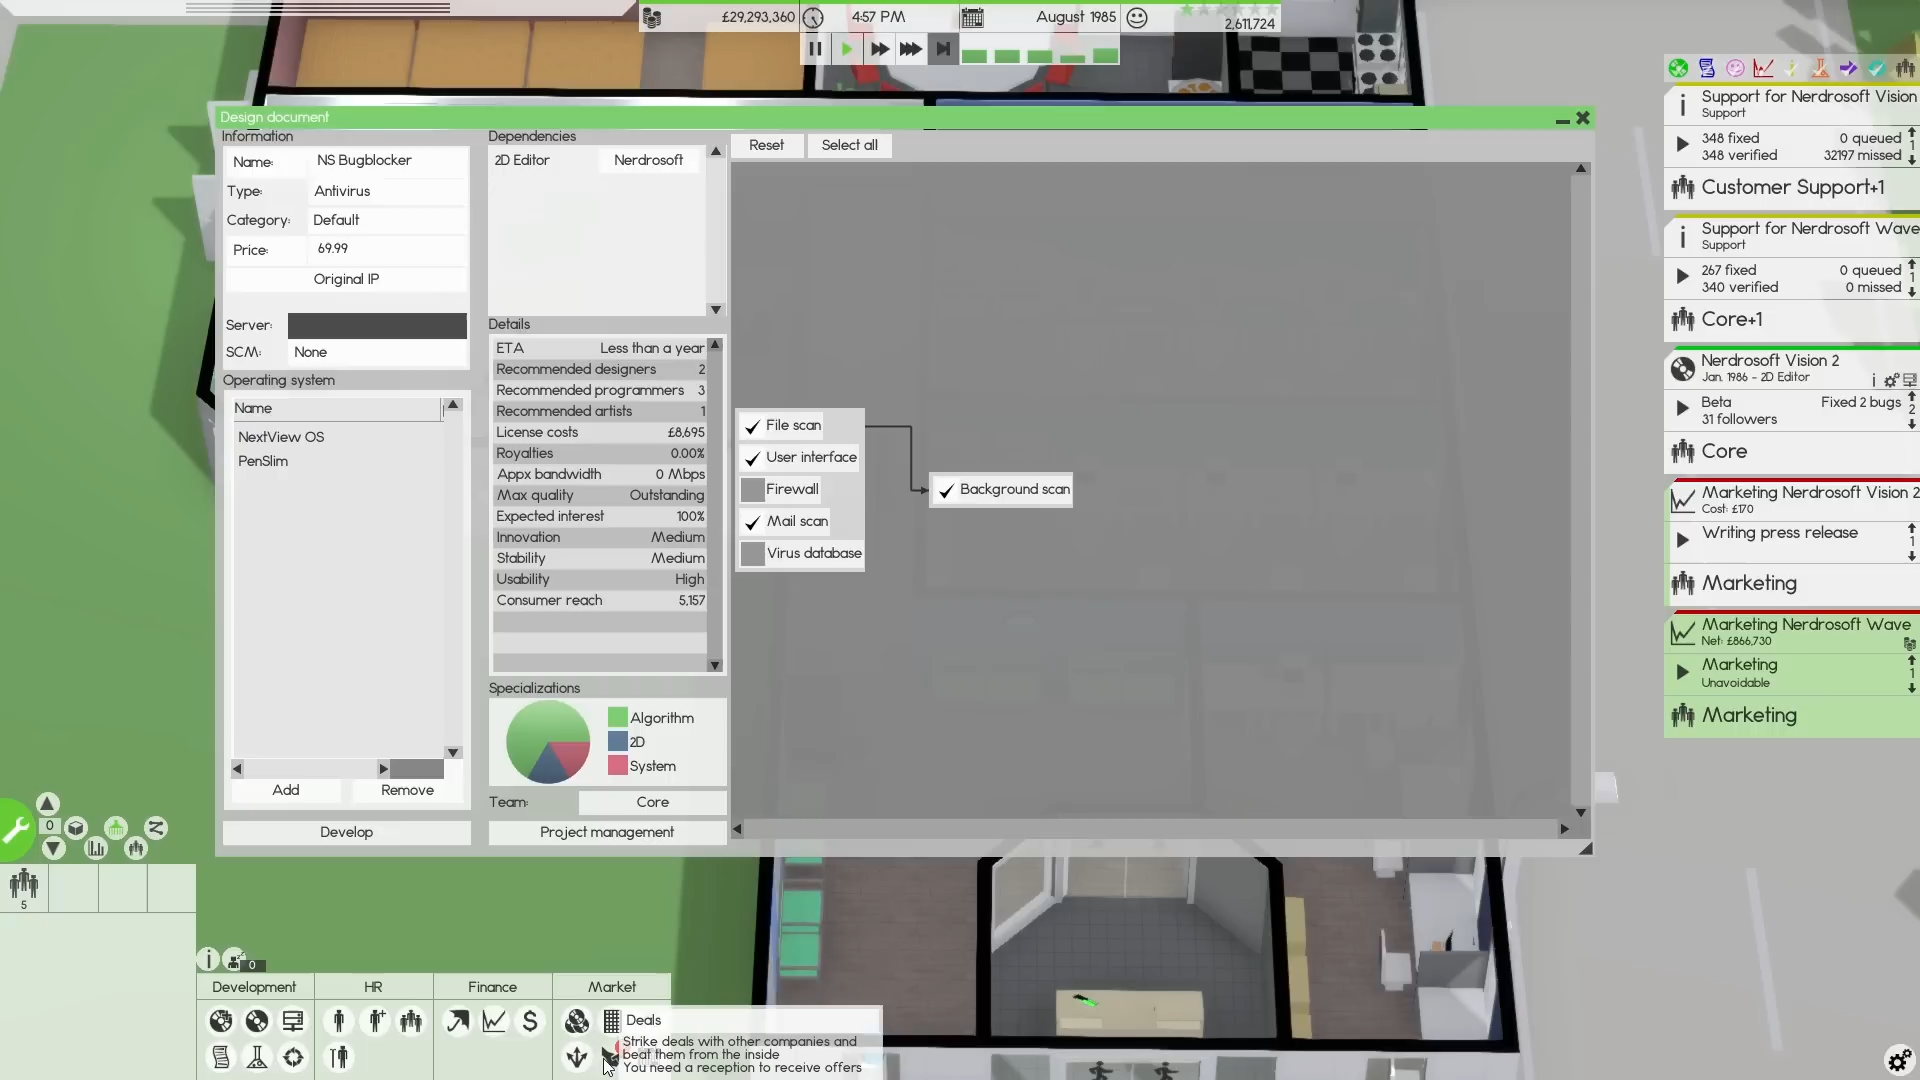 £29,293,360
4:57 PM
August 1985
2,611,724
Design document
Information
Name: NS Bugblocker
Type: Antivirus
Category: Default
Price: 69.99
Original IP
Server:
SCM: None
Operating system
Name
NextView OS
PenSlim
Add
Remove
Develop
Dependencies
2D Editor Nerdrosoft
Details
ETA Less than a year
Recommended designers 2
Recommended programmers 3
Recommended artists 1
License costs £8,695
Royalties 0.00%
Appx bandwidth 0 Mbps
Max quality Outstanding
Expected interest 100%
Innovation Medium
Stability Medium
Usability High
Consumer reach 5,157
Specializations
Algorithm
2D
System
Team: Core
Project management
Reset
Select all
File scan
User interface
Firewall
Mail scan
Virus database
Background scan
Support for Nerdrosoft Vision
Support
348 fixed 0 queued
348 verified 32197 missed
1
Customer Support+1
Support for Nerdrosoft Wave
Support
267 fixed 0 queued
340 verified 0 missed
1
Core+1
Nerdrosoft Vision 2
Jan. 1986 - 2D Editor
Beta Fixed 2 bugs
31 followers
2
Core
Marketing Nerdrosoft Vision 2
Cost: £170
Writing press release
1
Marketing
Marketing Nerdrosoft Wave
Net: £866,730
Marketing
Unavoidable
1
Marketing
0
5
0
Development
HR
Finance
Market
Deals
Strike deals with other companies and
beat them from the inside
You need a reception to receive offers